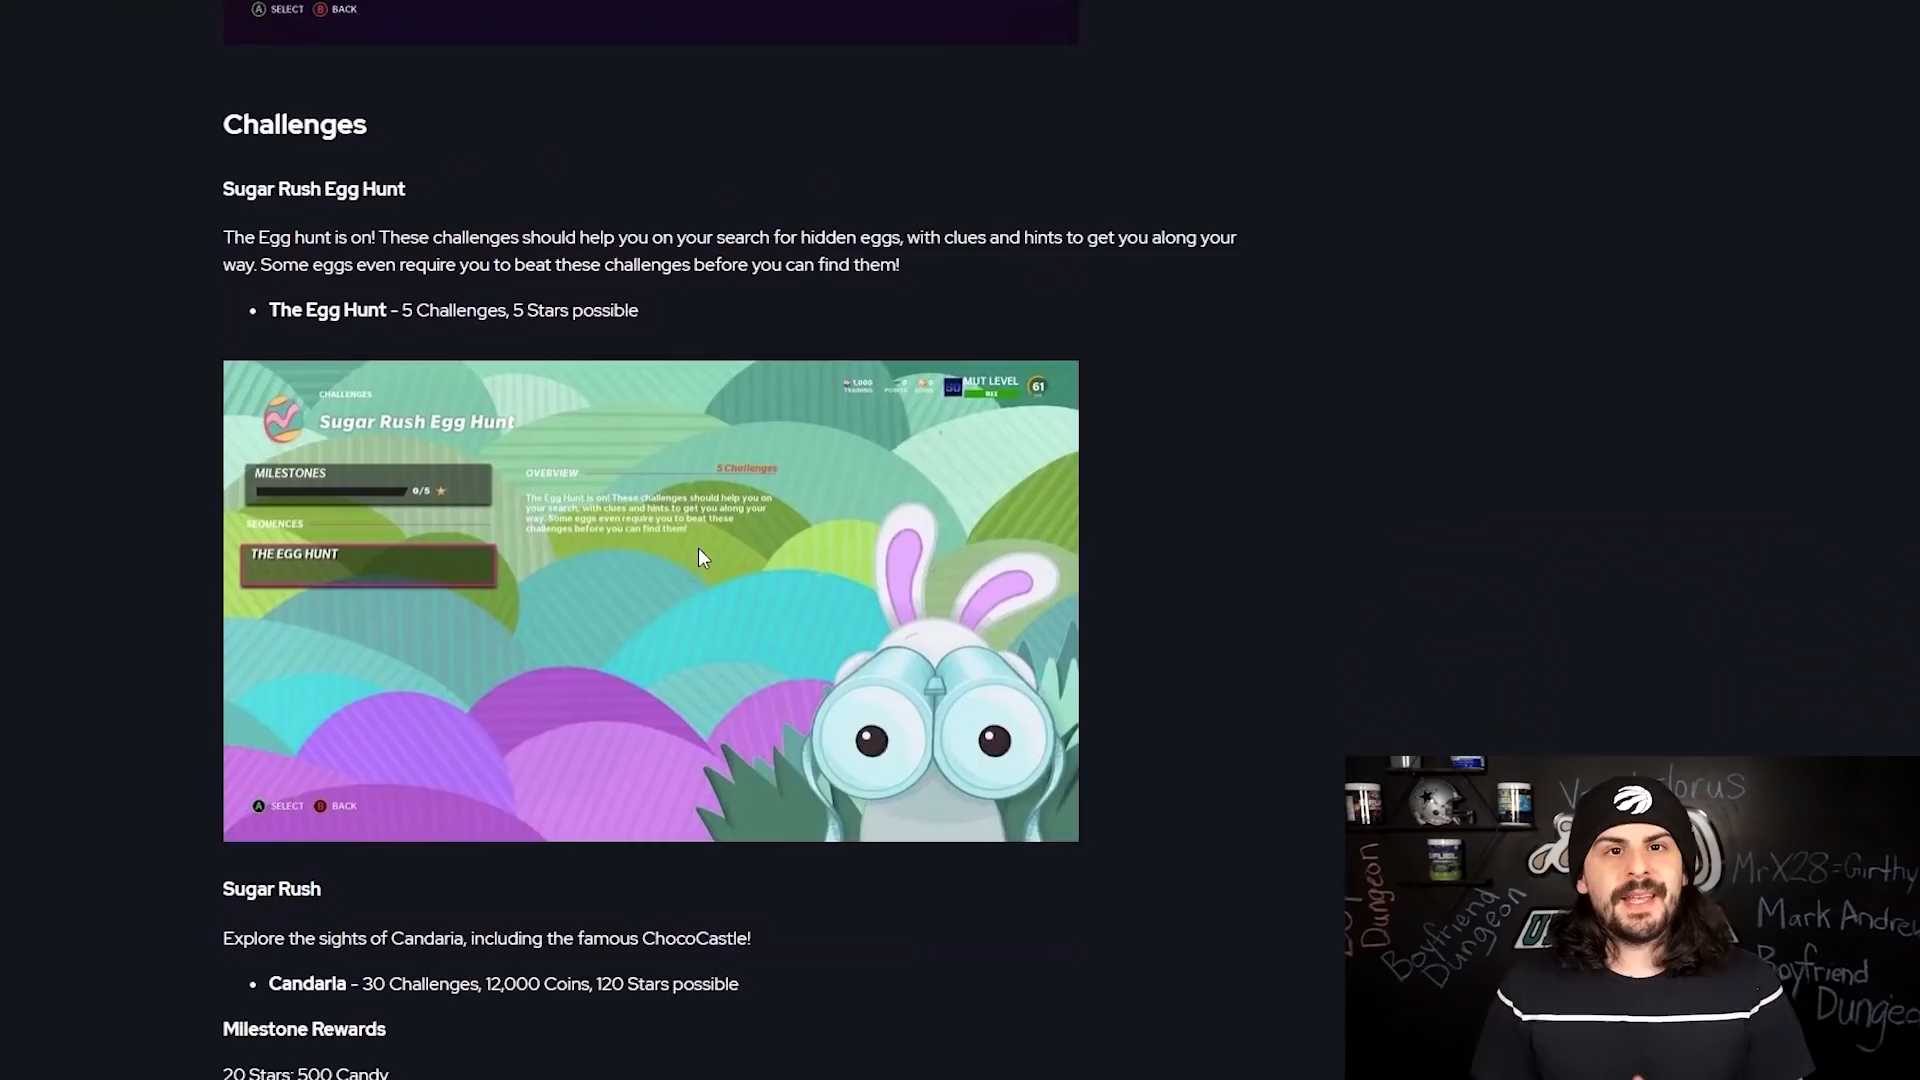 A SELECT B BACK
Challenges
Sugar Rush Egg Hunt
The Egg hunt is on! These challenges should help you on your search for hidden eggs, with clues and hints to get you along your
way. Some eggs even require you to beat these challenges before you can find them!
• The Egg Hunt - 5 Challenges, 5 Stars possible
CHALLENGES
Sugar Rush Egg Hunt
1,000
TRAINING
POINTS
MUT LEVEL
61
MILESTONES
0/5
SEQUENCES
THE EGG HUNT
OVERVIEW
5 Challenges
The Egg Hunt is on! These challenges should help you on
your search, with clues and hints to get you along your
way. Some eggs even require you to beat these
challenges before you can find them!
A SELECT B BACK
Sugar Rush
Explore the sights of Candaria, including the famous ChocoCastle!
• Candaria - 30 Challenges, 12,000 Coins, 120 Stars possible
Milestone Rewards
20 Stars: 500 Candy
MrX28=Girthy
Mark Andrew
Boyfriend
Dungeo
Boyfriend
Dungeon
Dungeon